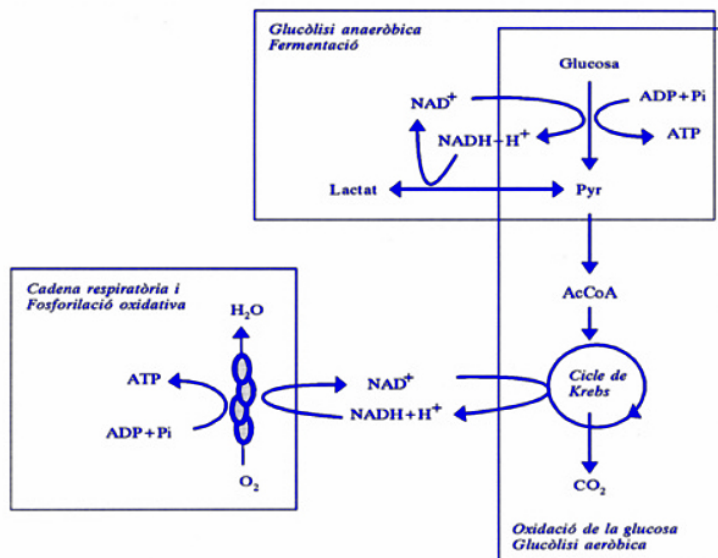 Glucòlisi anaeròbica
Fermentació
Glucosa
NAD⁺
ADP+Pi
NADH+H⁺
ATP
Lactat
Pyr
AcCoA
Cadena respiratòria i
Fosforilació oxidativa
H₂O
ATP
NAD⁺
Cicle de
Krebs
NADH+H⁺
ADP+Pi
O₂
CO₂
Oxidació de la glucosa
Glucòlisi aeròbica